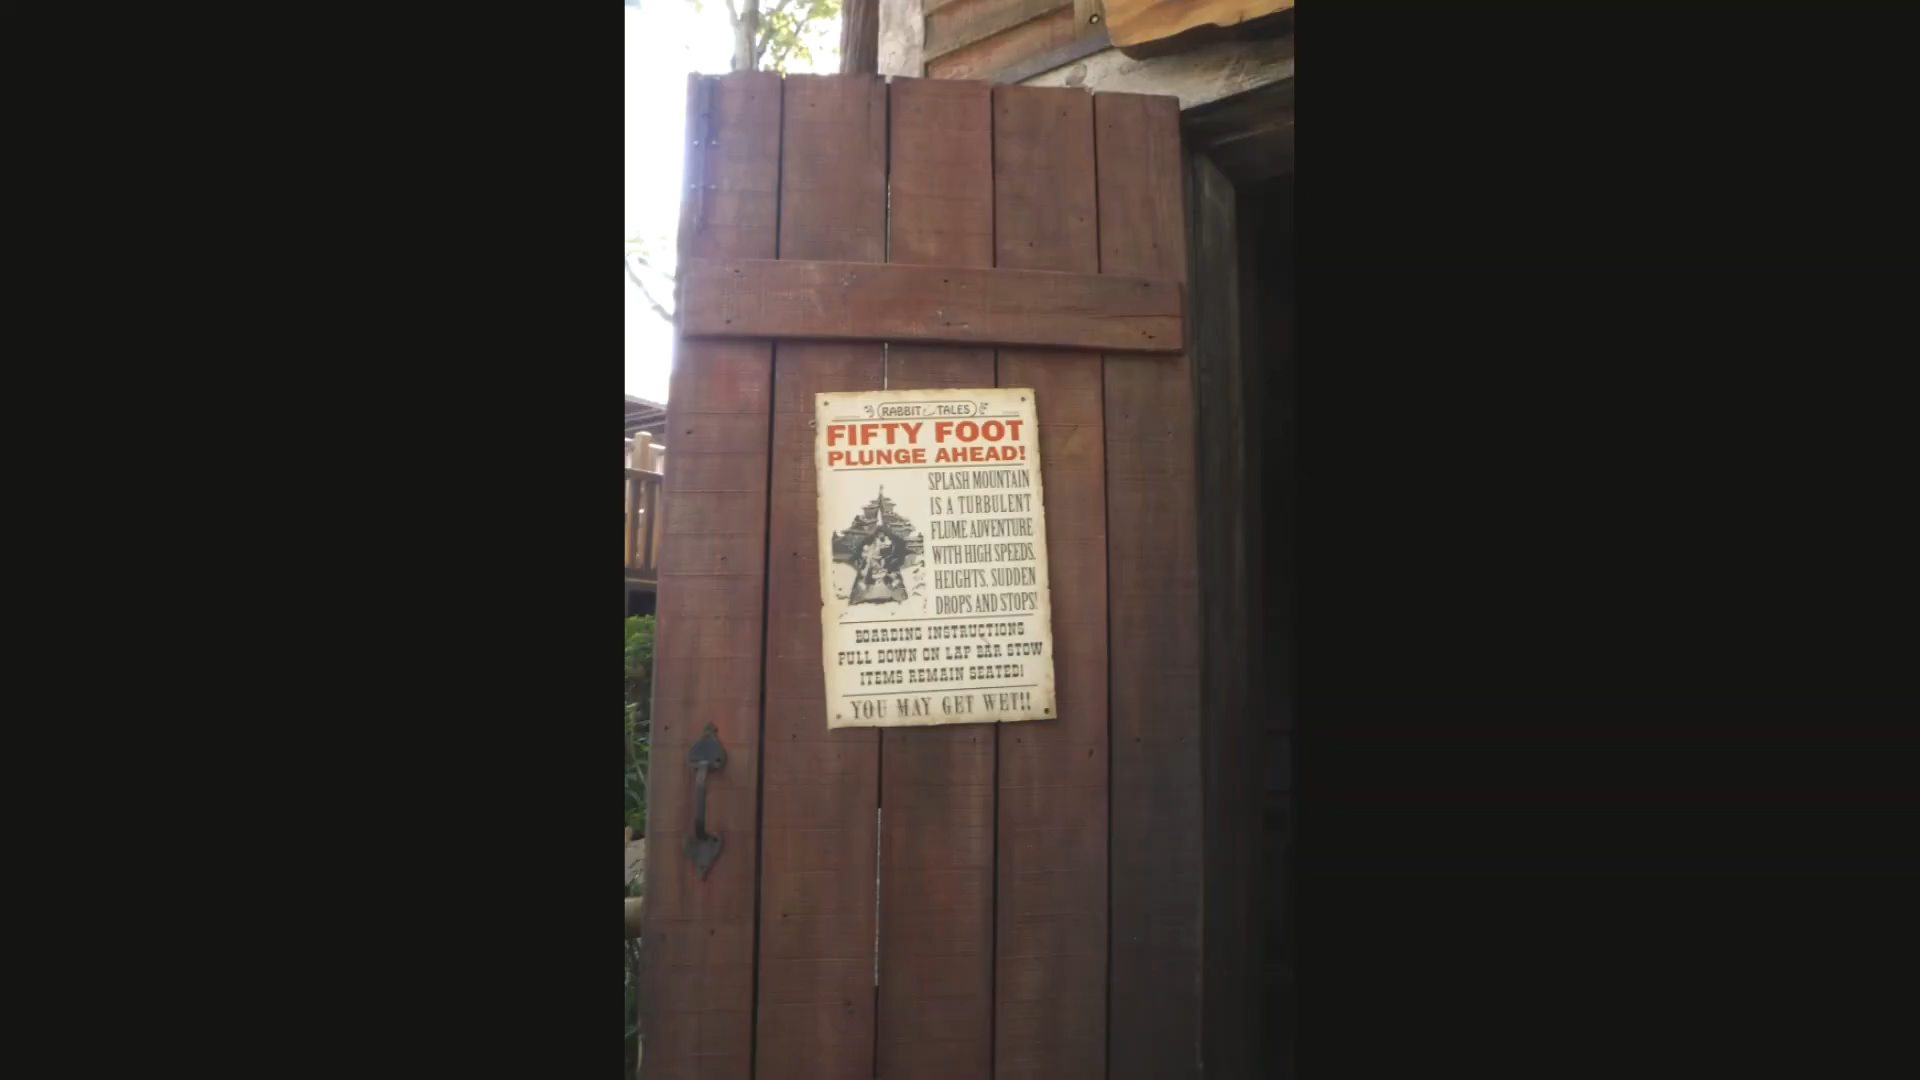 RABBIT TALES
FIFTY FOOT
PLUNGE AHEAD!
SPLASH MOUNTAIN
IS A TURBULENT
FLUME ADVENTURE
WITH HIGH SPEEDS,
HEIGHTS, SUDDEN
DROPS AND STOPS!
BOARDING INSTRUCTIONS
PULL DOWN ON LAP BAR STOW
ITEMS REMAIN SEATED!
YOU MAY GET WET!!